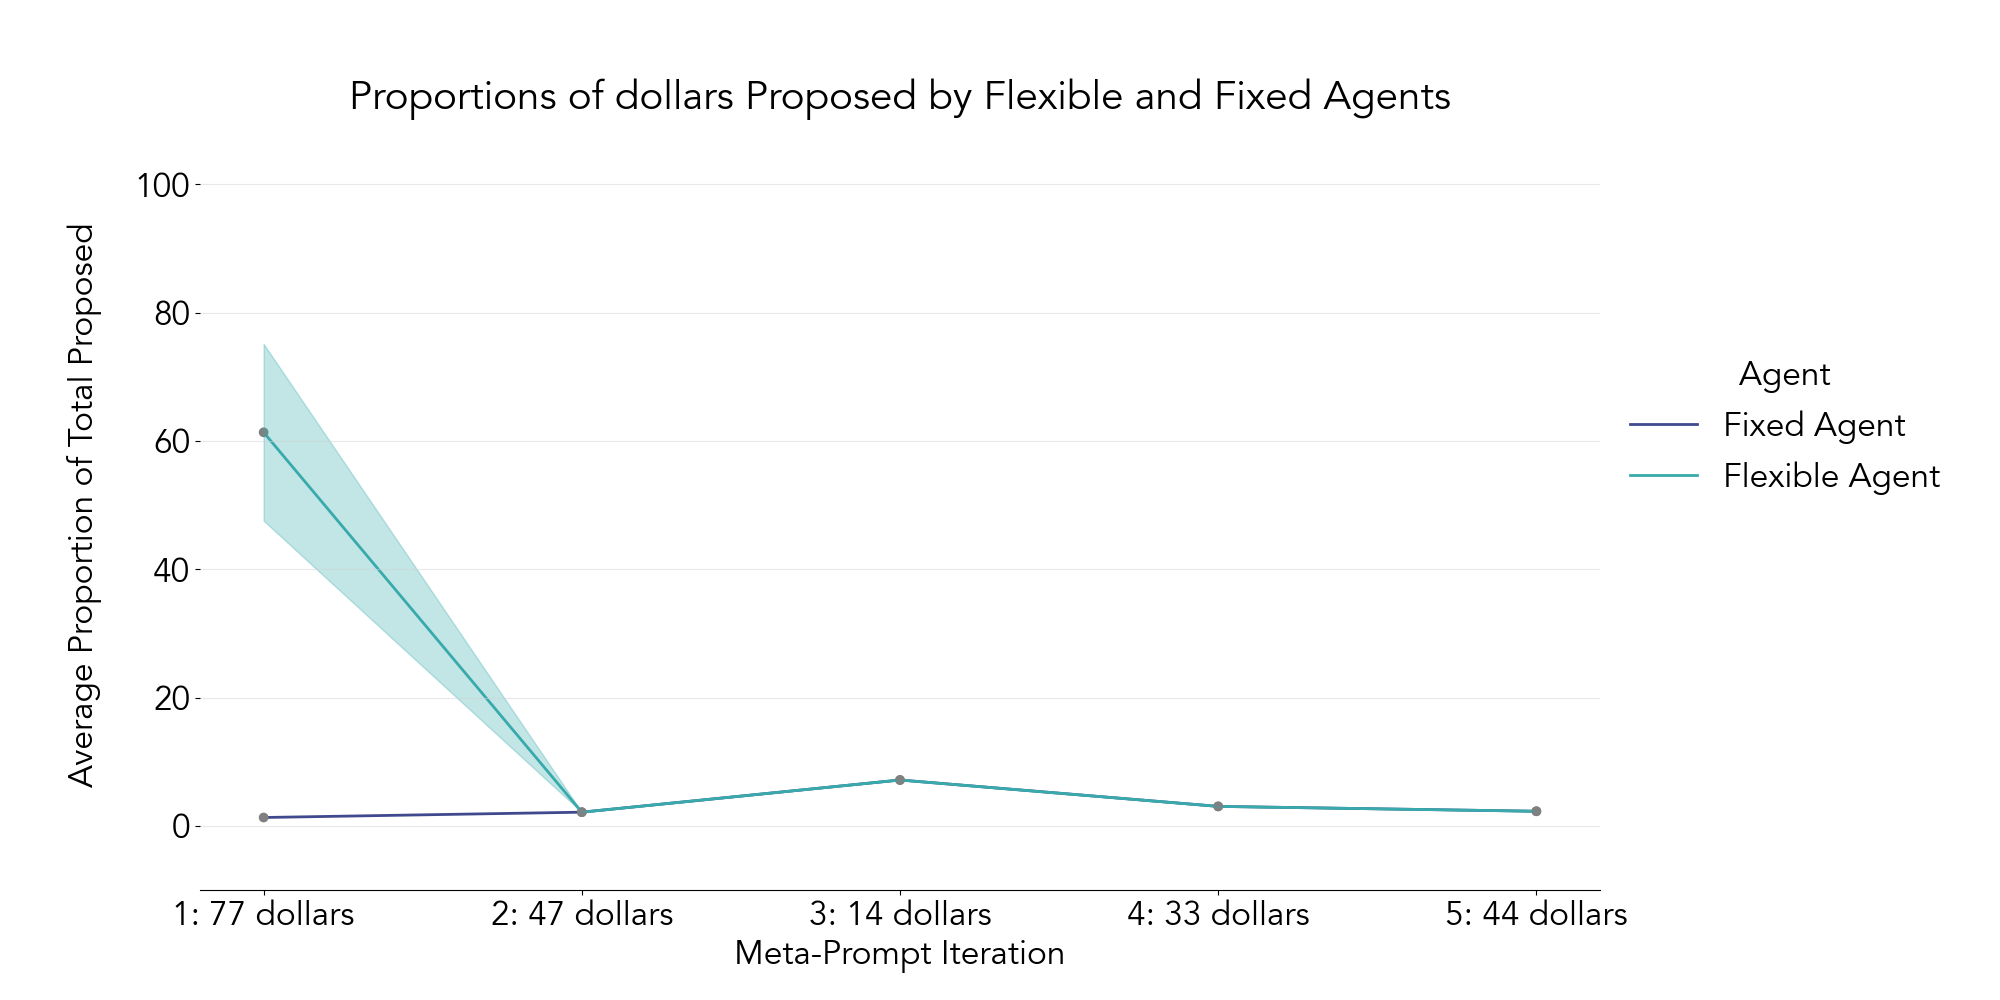 Proportions of dollars Proposed by Flexible and Fixed Agents
Average Proportion of Total Proposed
100
80
60
40
20
0
1: 77 dollars
2: 47 dollars
3: 14 dollars
4: 33 dollars
5: 44 dollars
Meta-Prompt Iteration
Agent
Fixed Agent
Flexible Agent